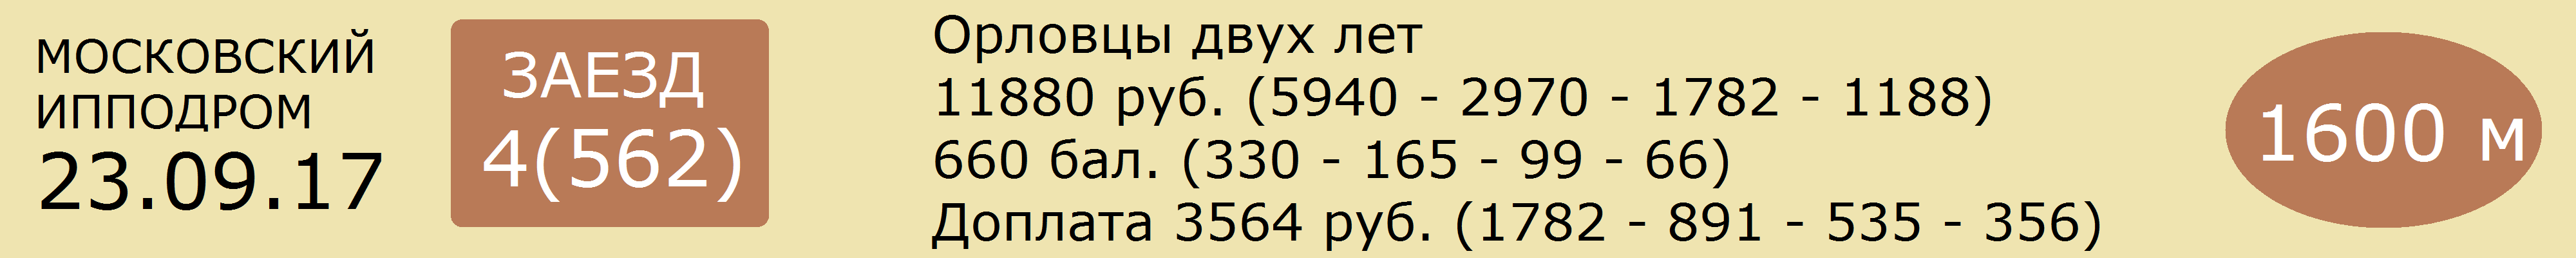 МОСКОВСКИЙ
ИППОДРОМ
23.09.17
ЗАЕЗД
4(562)
Орловцы двух лет
11880 руб. (5940 - 2970 - 1782 - 1188)
660 бал. (330 - 165 - 99 - 66)
Доплата 3564 руб. (1782 - 891 - 535 - 356)
1600 м